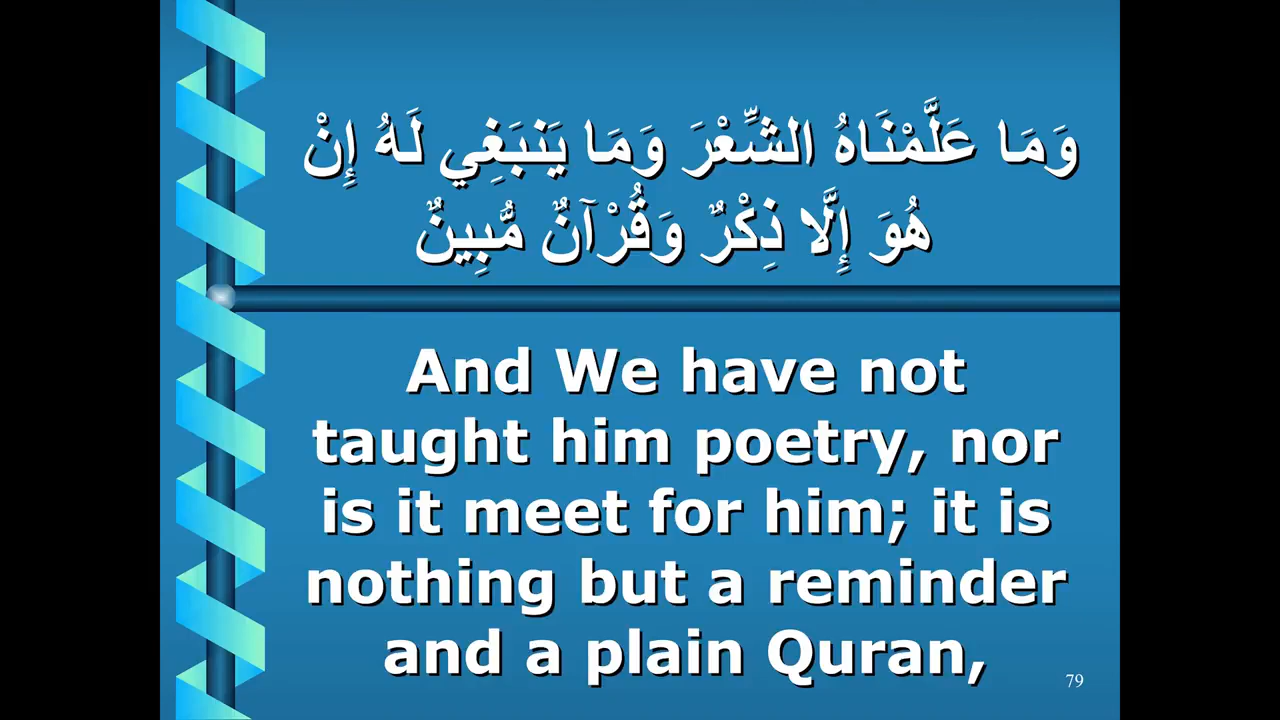 وَمَا عَلَّمْنَاهُ الشِّعْرَ وَمَا يَنبَغِي لَهُ إِنْ
هُوَ إِلَّا ذِكْرٌ وَقُرْآنٌ مُّبِينٌ
And We have not
taught him poetry, nor
is it meet for him; it is
nothing but a reminder
and a plain Quran,
79